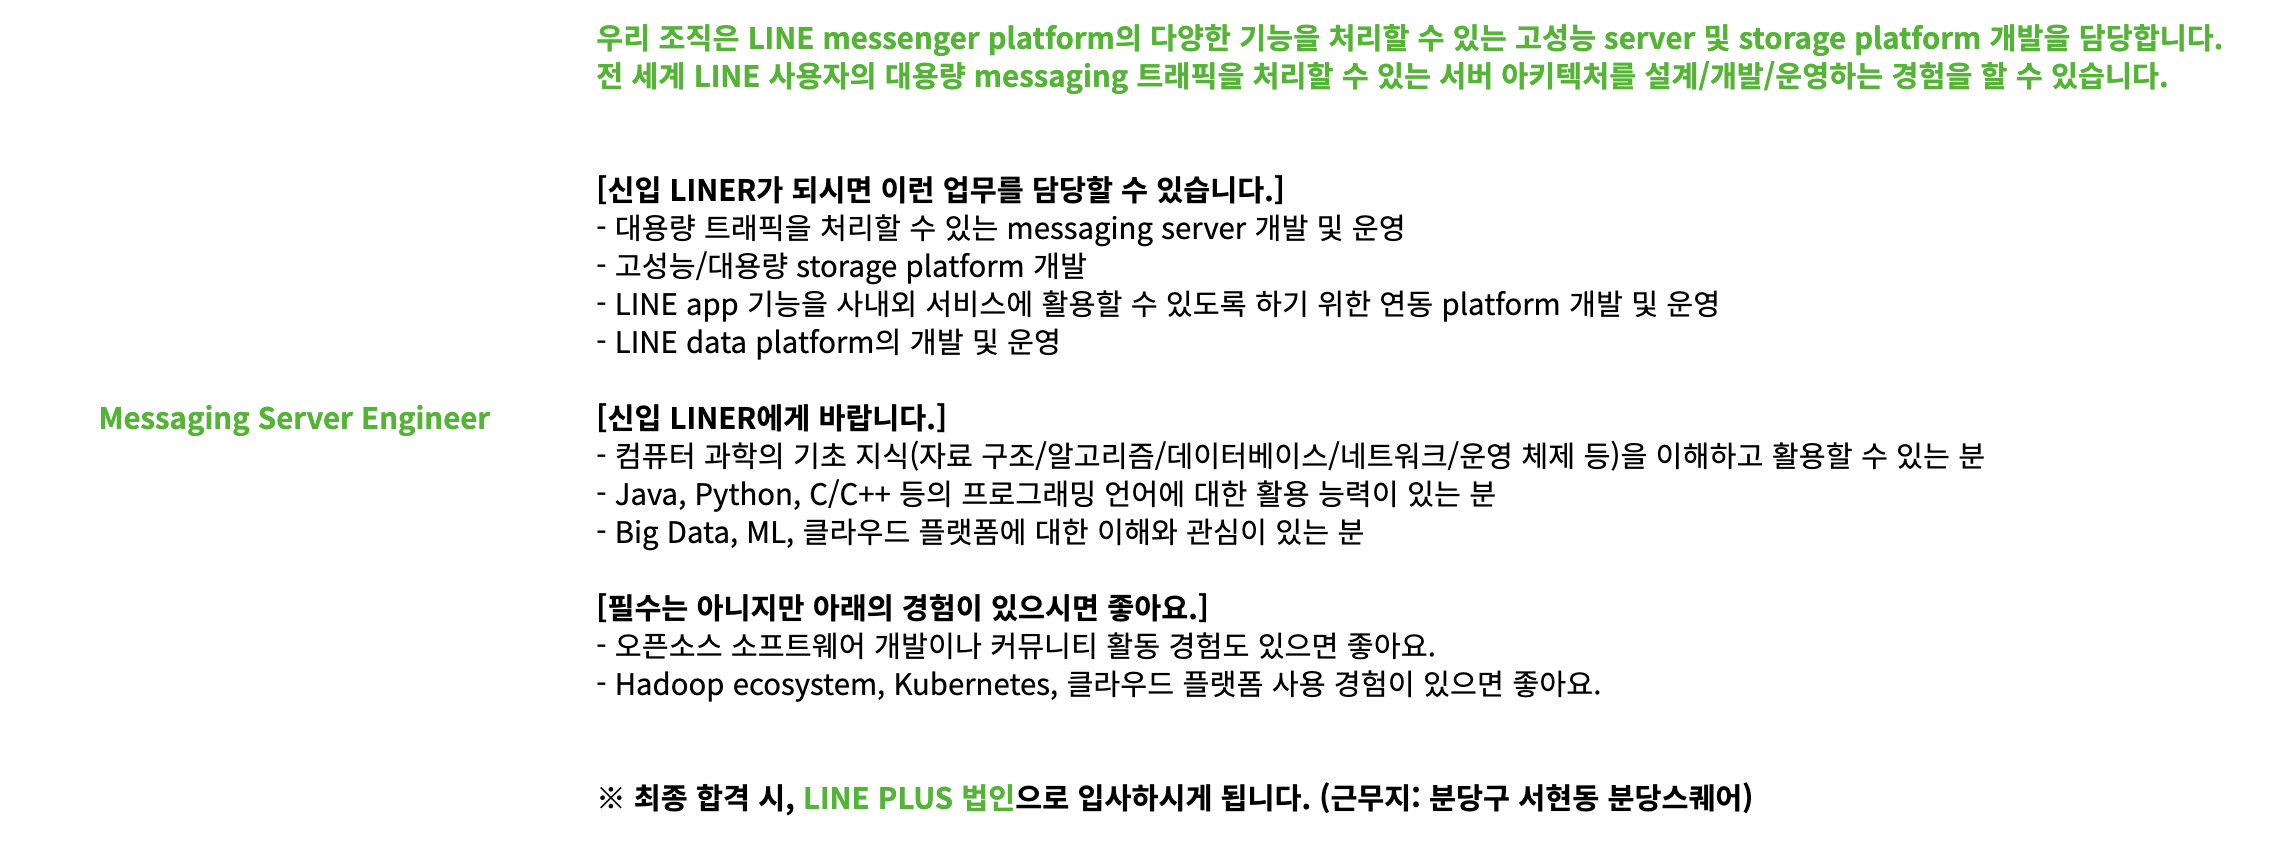 우리 조직은 LINE messenger platform의 다양한 기능을 처리할 수 있는 고성능 server 및 storage platform 개발을 담당합니다.
전 세계 LINE 사용자의 대용량 messaging 트래픽을 처리할 수 있는 서버 아키텍처를 설계/개발/운영하는 경험을 할 수 있습니다.
[신입 LINER가 되시면 이런 업무를 담당할 수 있습니다.]
- 대용량 트래픽을 처리할 수 있는 messaging server 개발 및 운영
- 고성능/대용량 storage platform 개발
- LINE app 기능을 사내외 서비스에 활용할 수 있도록 하기 위한 연동 platform 개발 및 운영
- LINE data platform의 개발 및 운영
Messaging Server Engineer
[신입 LINER에게 바랍니다.]
- 컴퓨터 과학의 기초 지식(자료 구조/알고리즘/데이터베이스/네트워크/운영 체제 등)을 이해하고 활용할 수 있는 분
- Java, Python, C/C++ 등의 프로그래밍 언어에 대한 활용 능력이 있는 분
- Big Data, ML, 클라우드 플랫폼에 대한 이해와 관심이 있는 분
[필수는 아니지만 아래의 경험이 있으시면 좋아요.]
- 오픈소스 소프트웨어 개발이나 커뮤니티 활동 경험도 있으면 좋아요.
- Hadoop ecosystem, Kubernetes, 클라우드 플랫폼 사용 경험이 있으면 좋아요.
※ 최종 합격 시, LINE PLUS 법인으로 입사하시게 됩니다. (근무지: 분당구 서현동 분당스퀘어)